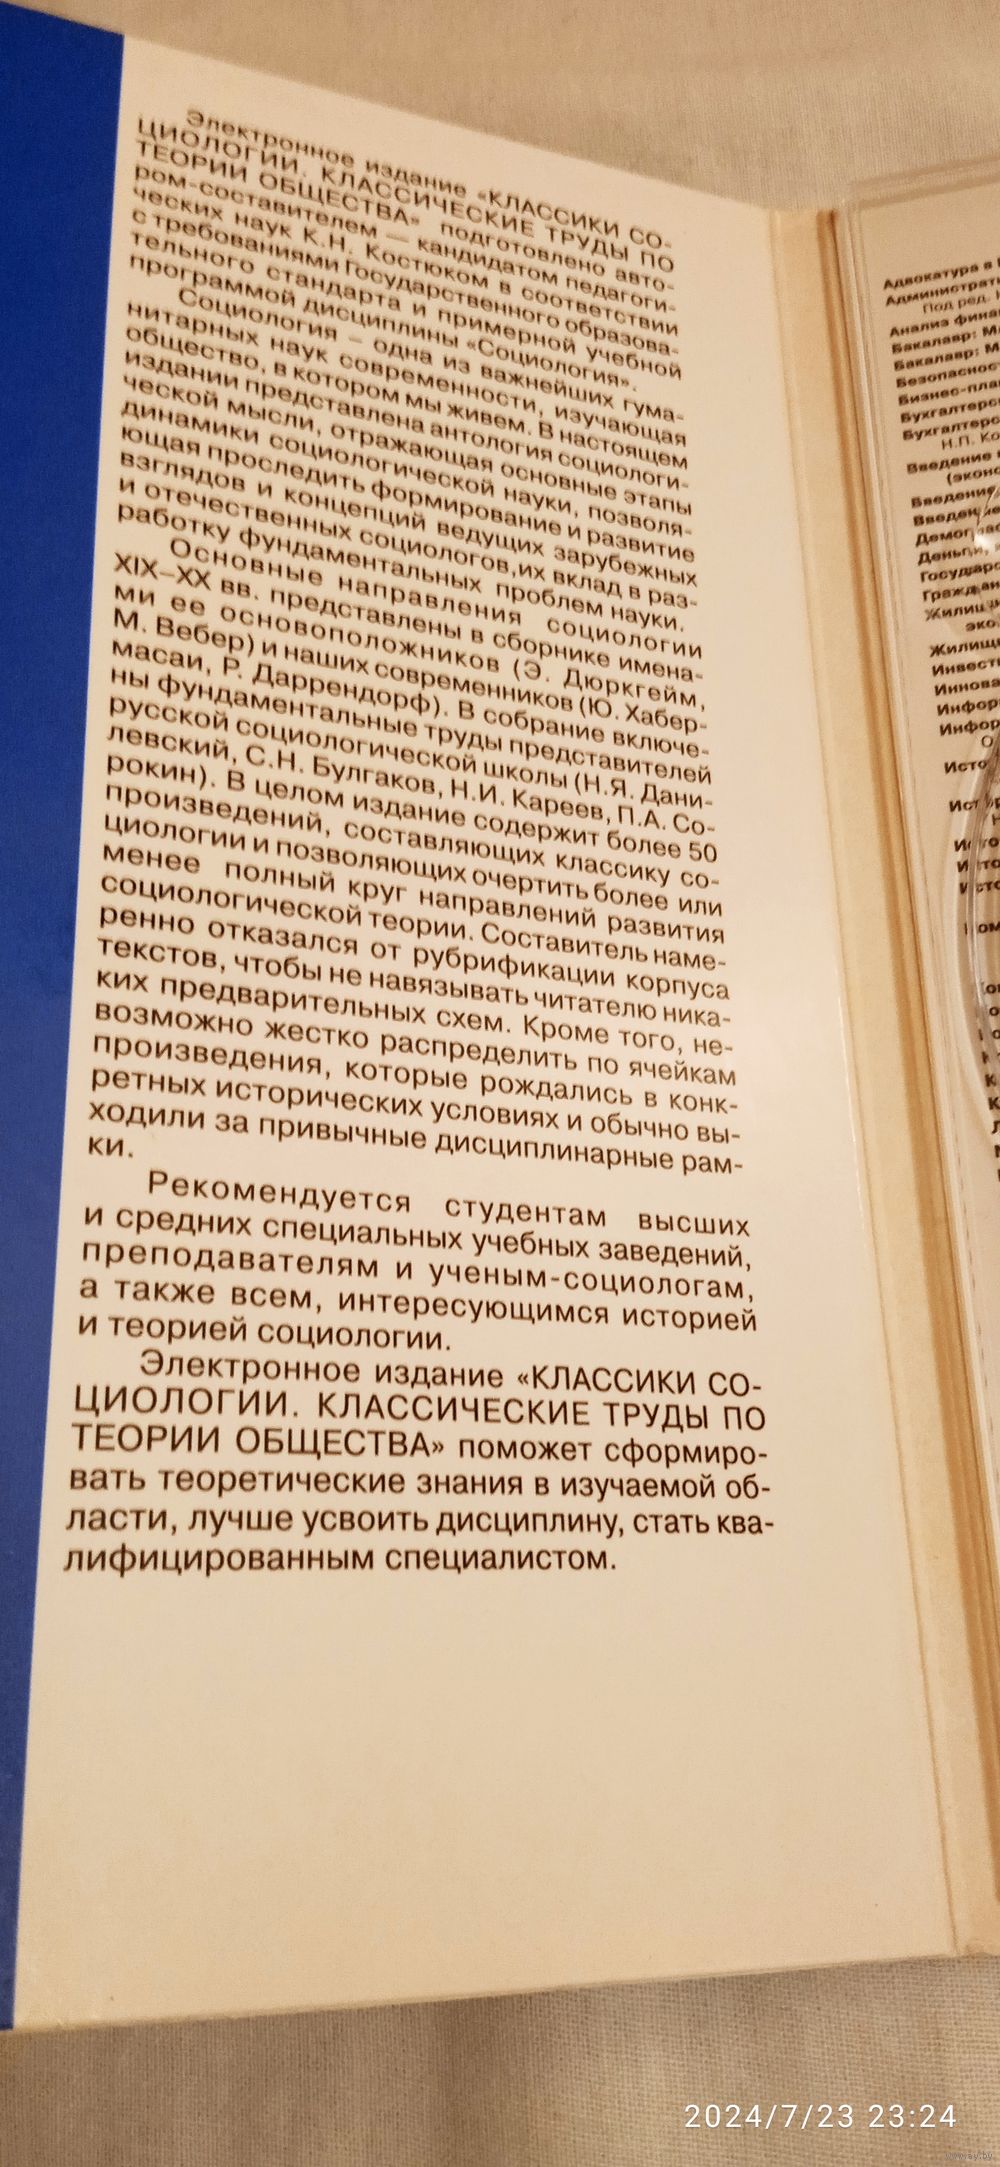 Электронное издание «КЛАССИКИ СО-
ЦИОЛОГИИ. КЛАССИЧЕСКИЕ ТРУДЫ ПО
ТЕОРИИ ОБЩЕСТВА» подготовлено авто-
ром-составителем — кандидатом педагоги-
ческих наук К.Н. Костюком в соответствии
с требованиями Государственного образова-
тельного стандарта и примерной учебной
программой дисциплины «Социология».
Социология – одна из важнейших гума-
нитарных наук современности, изучающая
общество, в котором мы живем. В настоящем
издании представлена антология социологи-
ческой мысли, отражающая основные этапы
динамики социологической науки, позволя-
ющая проследить формирование и развитие
взглядов и концепций ведущих зарубежных
и отечественных социологов,их вклад в раз-
работку фундаментальных проблем науки.
Основные направления социологии
XIX–XX вв. представлены в сборнике имена-
ми ее основоположников (Э. Дюркгейм,
М. Вебер) и наших современников (Ю. Хабер-
масаи, Р. Даррендорф). В собрание включе-
ны фундаментальные труды представителей
русской социологической школы (Н.Я. Дани-
левский, С.Н. Булгаков, Н.И. Кареев, П.А. Со-
рокин). В целом издание содержит более 50
произведений, составляющих классику со-
циологии и позволяющих очертить более или
менее полный круг направлений развития
социологической теории. Составитель наме-
ренно отказался от рубрификации корпуса
текстов, чтобы не навязывать читателю ника-
ких предварительных схем. Кроме того, не-
возможно жестко распределить по ячейкам
произведения, которые рождались в конк-
ретных исторических условиях и обычно вы-
ходили за привычные дисциплинарные рам-
ки.
Рекомендуется студентам высших
и средних специальных учебных заведений,
преподавателям и ученым-социологам,
а также всем, интересующимся историей
и теорией социологии.
Электронное издание «КЛАССИКИ СО-
ЦИОЛОГИИ. КЛАССИЧЕСКИЕ ТРУДЫ ПО
ТЕОРИИ ОБЩЕСТВА» поможет сформиро-
вать теоретические знания в изучаемой об-
ласти, лучше усвоить дисциплину, стать ква-
лифицированным специалистом.
Адвокатура в
Под ред.
Анализ
Бакалавр:
Бакалавр:
Н.П.
Введение
Введение
2024/7/23 23:24
www.ay.by